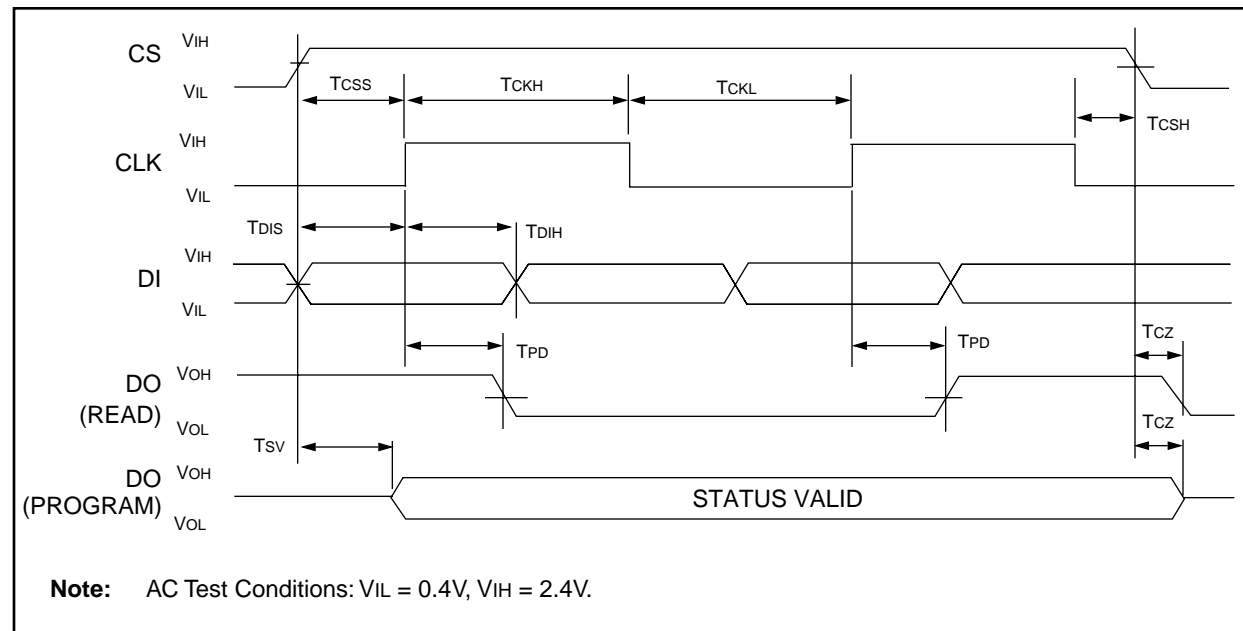 CS
VIH
VIL
TCSS
TCKH
TCKL
TCSH
CLK
VIH
VIL
TDIS
TDIH
DI
VIH
VIL
TPD
TPD
TCZ
DO
(READ)
VOH
VOL
TSV
TCZ
DO
(PROGRAM)
VOH
VOL
STATUS VALID
Note: AC Test Conditions: VIL = 0.4V, VIH = 2.4V.